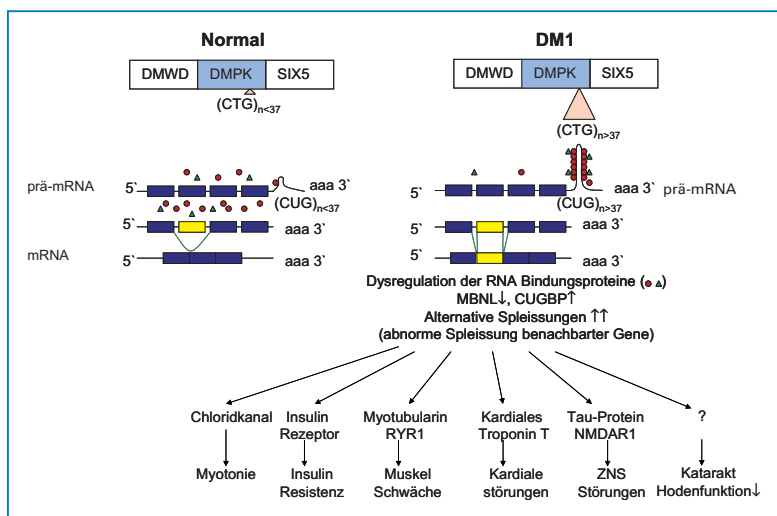 Normal
DM1
DMWD DMPK SIX5
DMWD DMPK SIX5
(CTG)n<37
(CTG)n>37
prä-mRNA
5` aaa 3`
5` aaa 3`
prä-mRNA
(CUG)n<37
(CUG)n>37
aaa 3`
aaa 3`
mRNA
5` aaa 3`
5` aaa 3`
Dysregulation der RNA Bindungsproteine ( )
MBNL↓, CUGBP↑
Alternative Spleissungen ↑↑
(abnorme Spleissung benachbarter Gene)
Chloridkanal
Insulin
Rezeptor
Myotubularin
RYR1
Kardiales
Troponin T
Tau-Protein
NMDAR1
?
Myotonie
Insulin
Resistenz
Muskel
Schwäche
Kardiale
störungen
ZNS
Störungen
Katarakt
Hodenfunktion↓